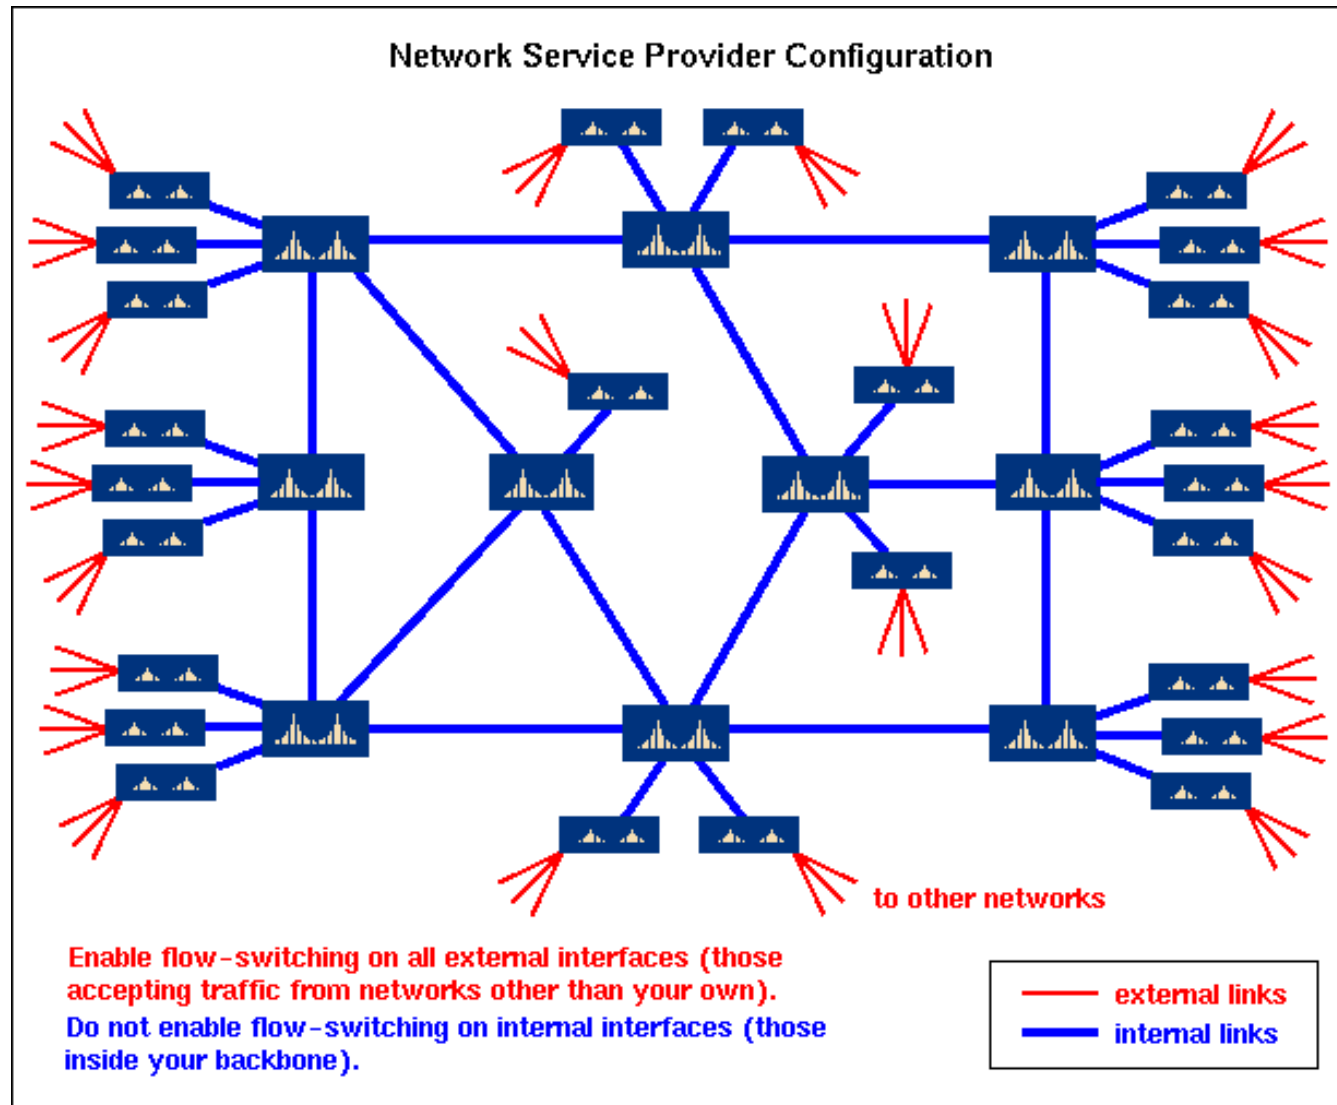 Network Service Provider Configuration
to other networks
Enable flow-switching on all external interfaces (those
accepting traffic from networks other than your own).
Do not enable flow-switching on internal interfaces (those
inside your backbone).
external links
internal links